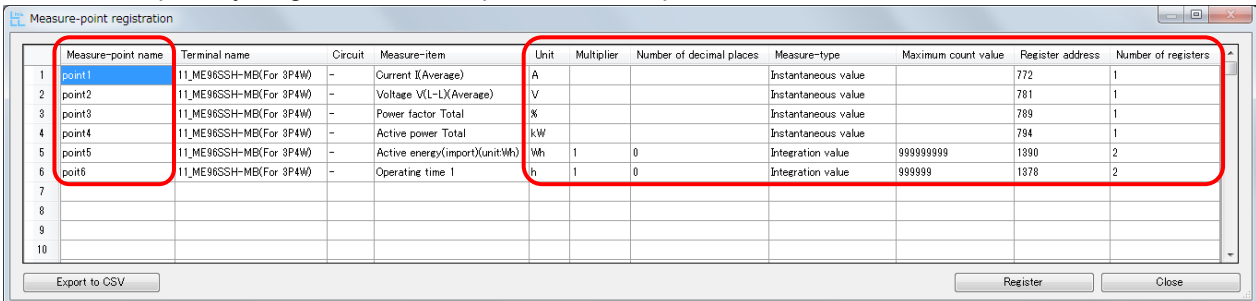 Measure-point registration
Measure-point name Terminal name Circuit Measure-item Unit Multiplier Number of decimal places Measure-type Maximum count value Register address Number of registers
1 point1 11_ME96SSH-MB(For 3P4W) - Current I(Average) A Instantaneous value 772 1
2 point2 11_ME96SSH-MB(For 3P4W) - Voltage V(L-L)(Average) V Instantaneous value 781 1
3 point3 11_ME96SSH-MB(For 3P4W) - Power factor Total % Instantaneous value 789 1
4 point4 11_ME96SSH-MB(For 3P4W) - Active power Total kW Instantaneous value 794 1
5 point5 11_ME96SSH-MB(For 3P4W) - Active energy(import)(unit:Wh) Wh 1 0 Integration value 999999999 1390 2
6 poit6 11_ME96SSH-MB(For 3P4W) - Operating time 1 h 1 0 Integration value 999999 1378 2
7
8
9
10
Export to CSV Register Close